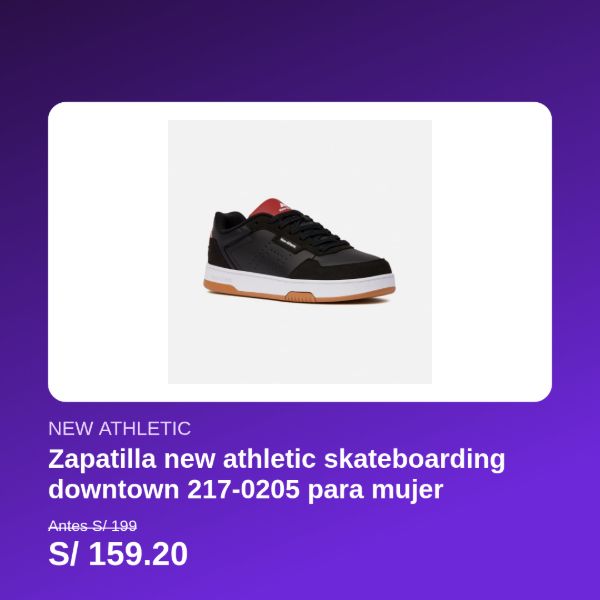 NEW ATHLETIC
Zapatilla new athletic skateboarding
downtown 217-0205 para mujer
Antes S/ 199
S/ 159.20